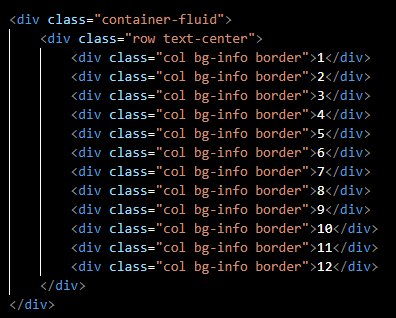 <div class="container-fluid">
    <div class="row text-center">
        <div class="col bg-info border">1</div>
        <div class="col bg-info border">2</div>
        <div class="col bg-info border">3</div>
        <div class="col bg-info border">4</div>
        <div class="col bg-info border">5</div>
        <div class="col bg-info border">6</div>
        <div class="col bg-info border">7</div>
        <div class="col bg-info border">8</div>
        <div class="col bg-info border">9</div>
        <div class="col bg-info border">10</div>
        <div class="col bg-info border">11</div>
        <div class="col bg-info border">12</div>
    </div>
</div>